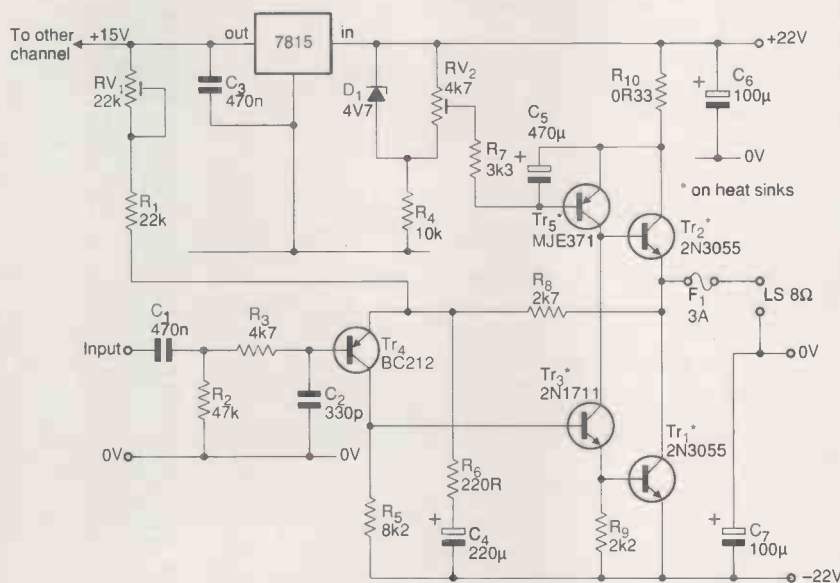 To other channel
+15V
out
7815
in
+22V
RV1
22k
C3
470n
D1
4V7
RV2
4k7
R10
0R33
+
C6
100µ
0V
C5
470µ
+
R7
3k3
* on heat sinks
R1
22k
R4
10k
Tr5*
MJE371
Tr2*
2N3055
R8
2k7
F1
3A
LS 8Ω
C1
470n
R3
4k7
Input
Tr4
BC212
0V
R2
47k
C2
330p
Tr3*
2N1711
Tr1*
2N3055
0V
0V
R6
220R
R5
8k2
+
C4
220µ
R9
2k2
+
C7
100µ
–22V